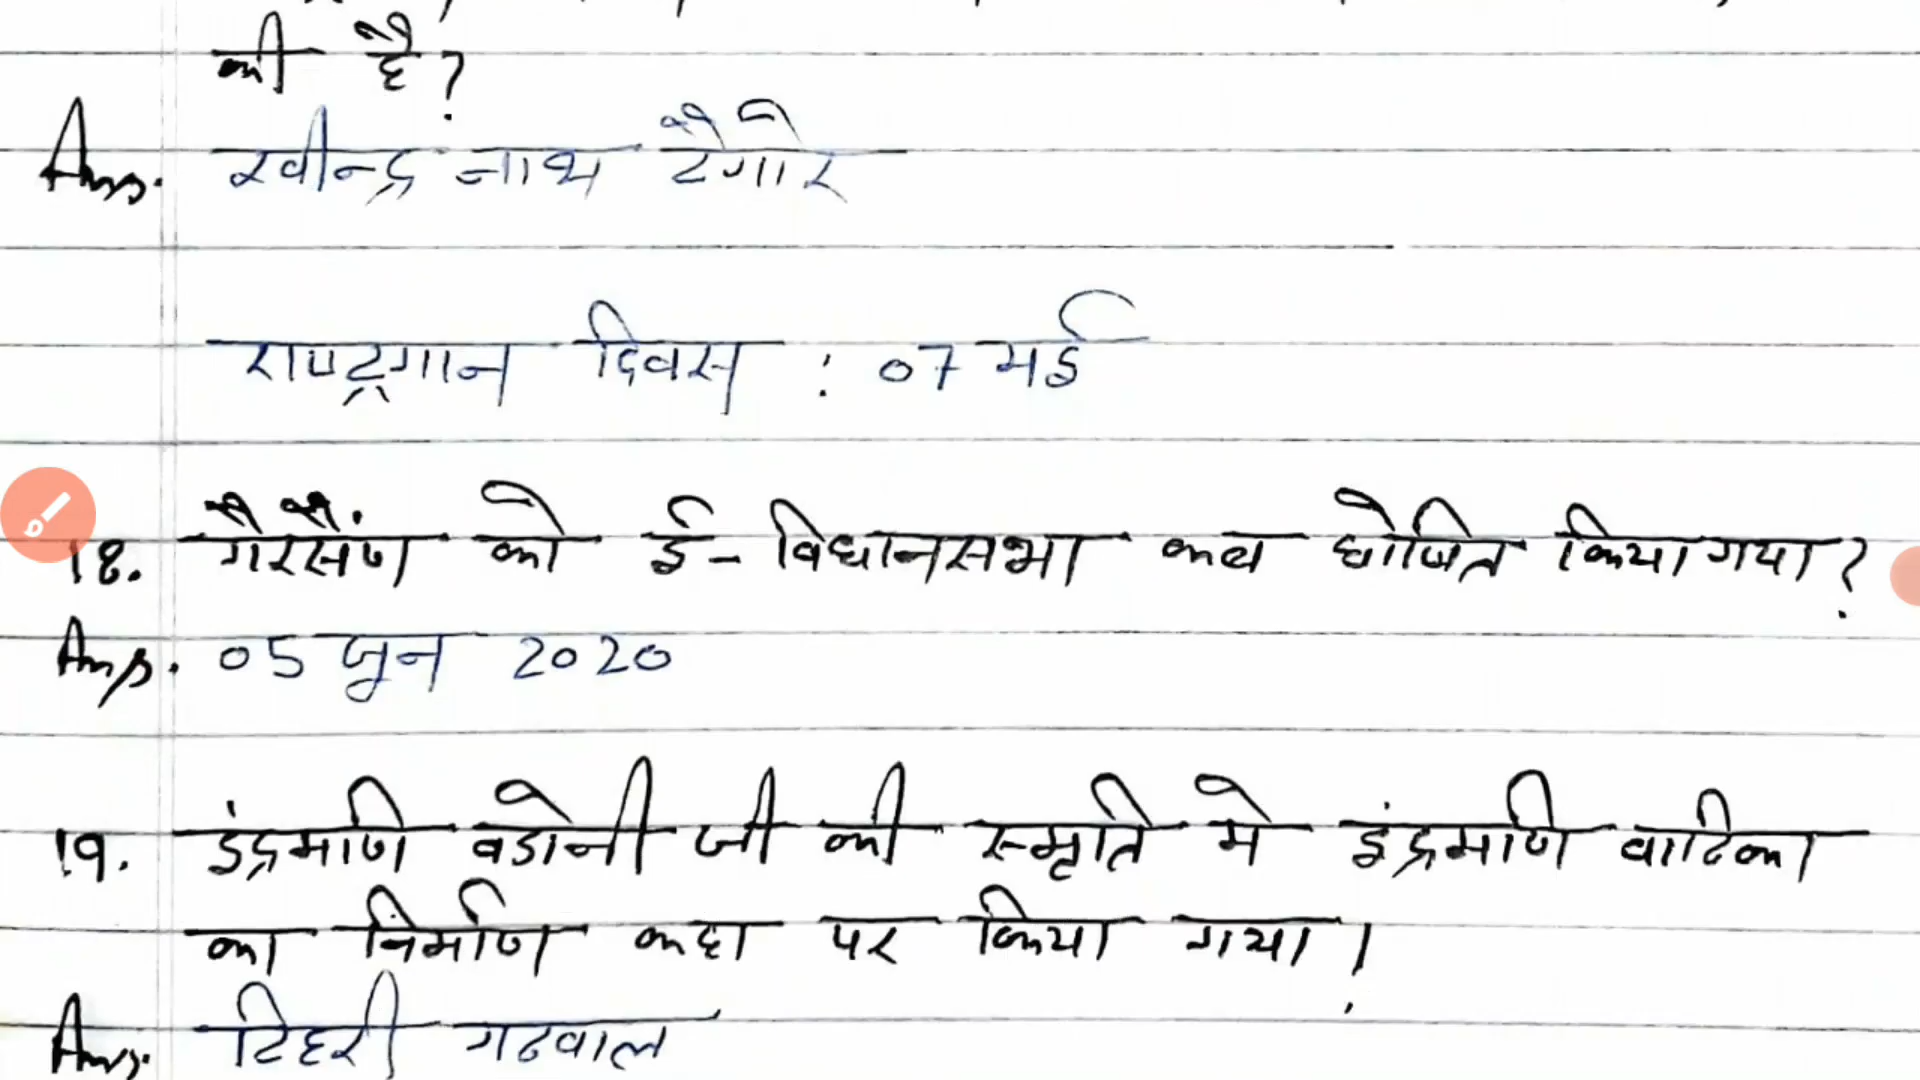 की है?
Ans. रवीन्द्र नाथ टैगोर
राष्ट्रगान दिवस : 07 मई
18. गैरसैंण को ई-विधानसभा कब घोषित किया गया?
Ans. 05 जून 2020
19. इंद्रमणि बडोनी जी की स्मृति मे इंद्रमणि वाटिका
का निर्माण कहा पर किया गया।
Ans. टिहरी गढवाल